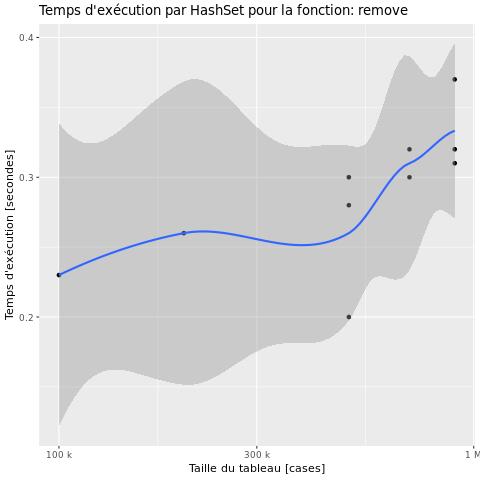 Temps d'exécution par HashSet pour la fonction: remove
0.4
0.3
0.2
Temps d'exécution [secondes]
100 k
300 k
1 M
Taille du tableau [cases]